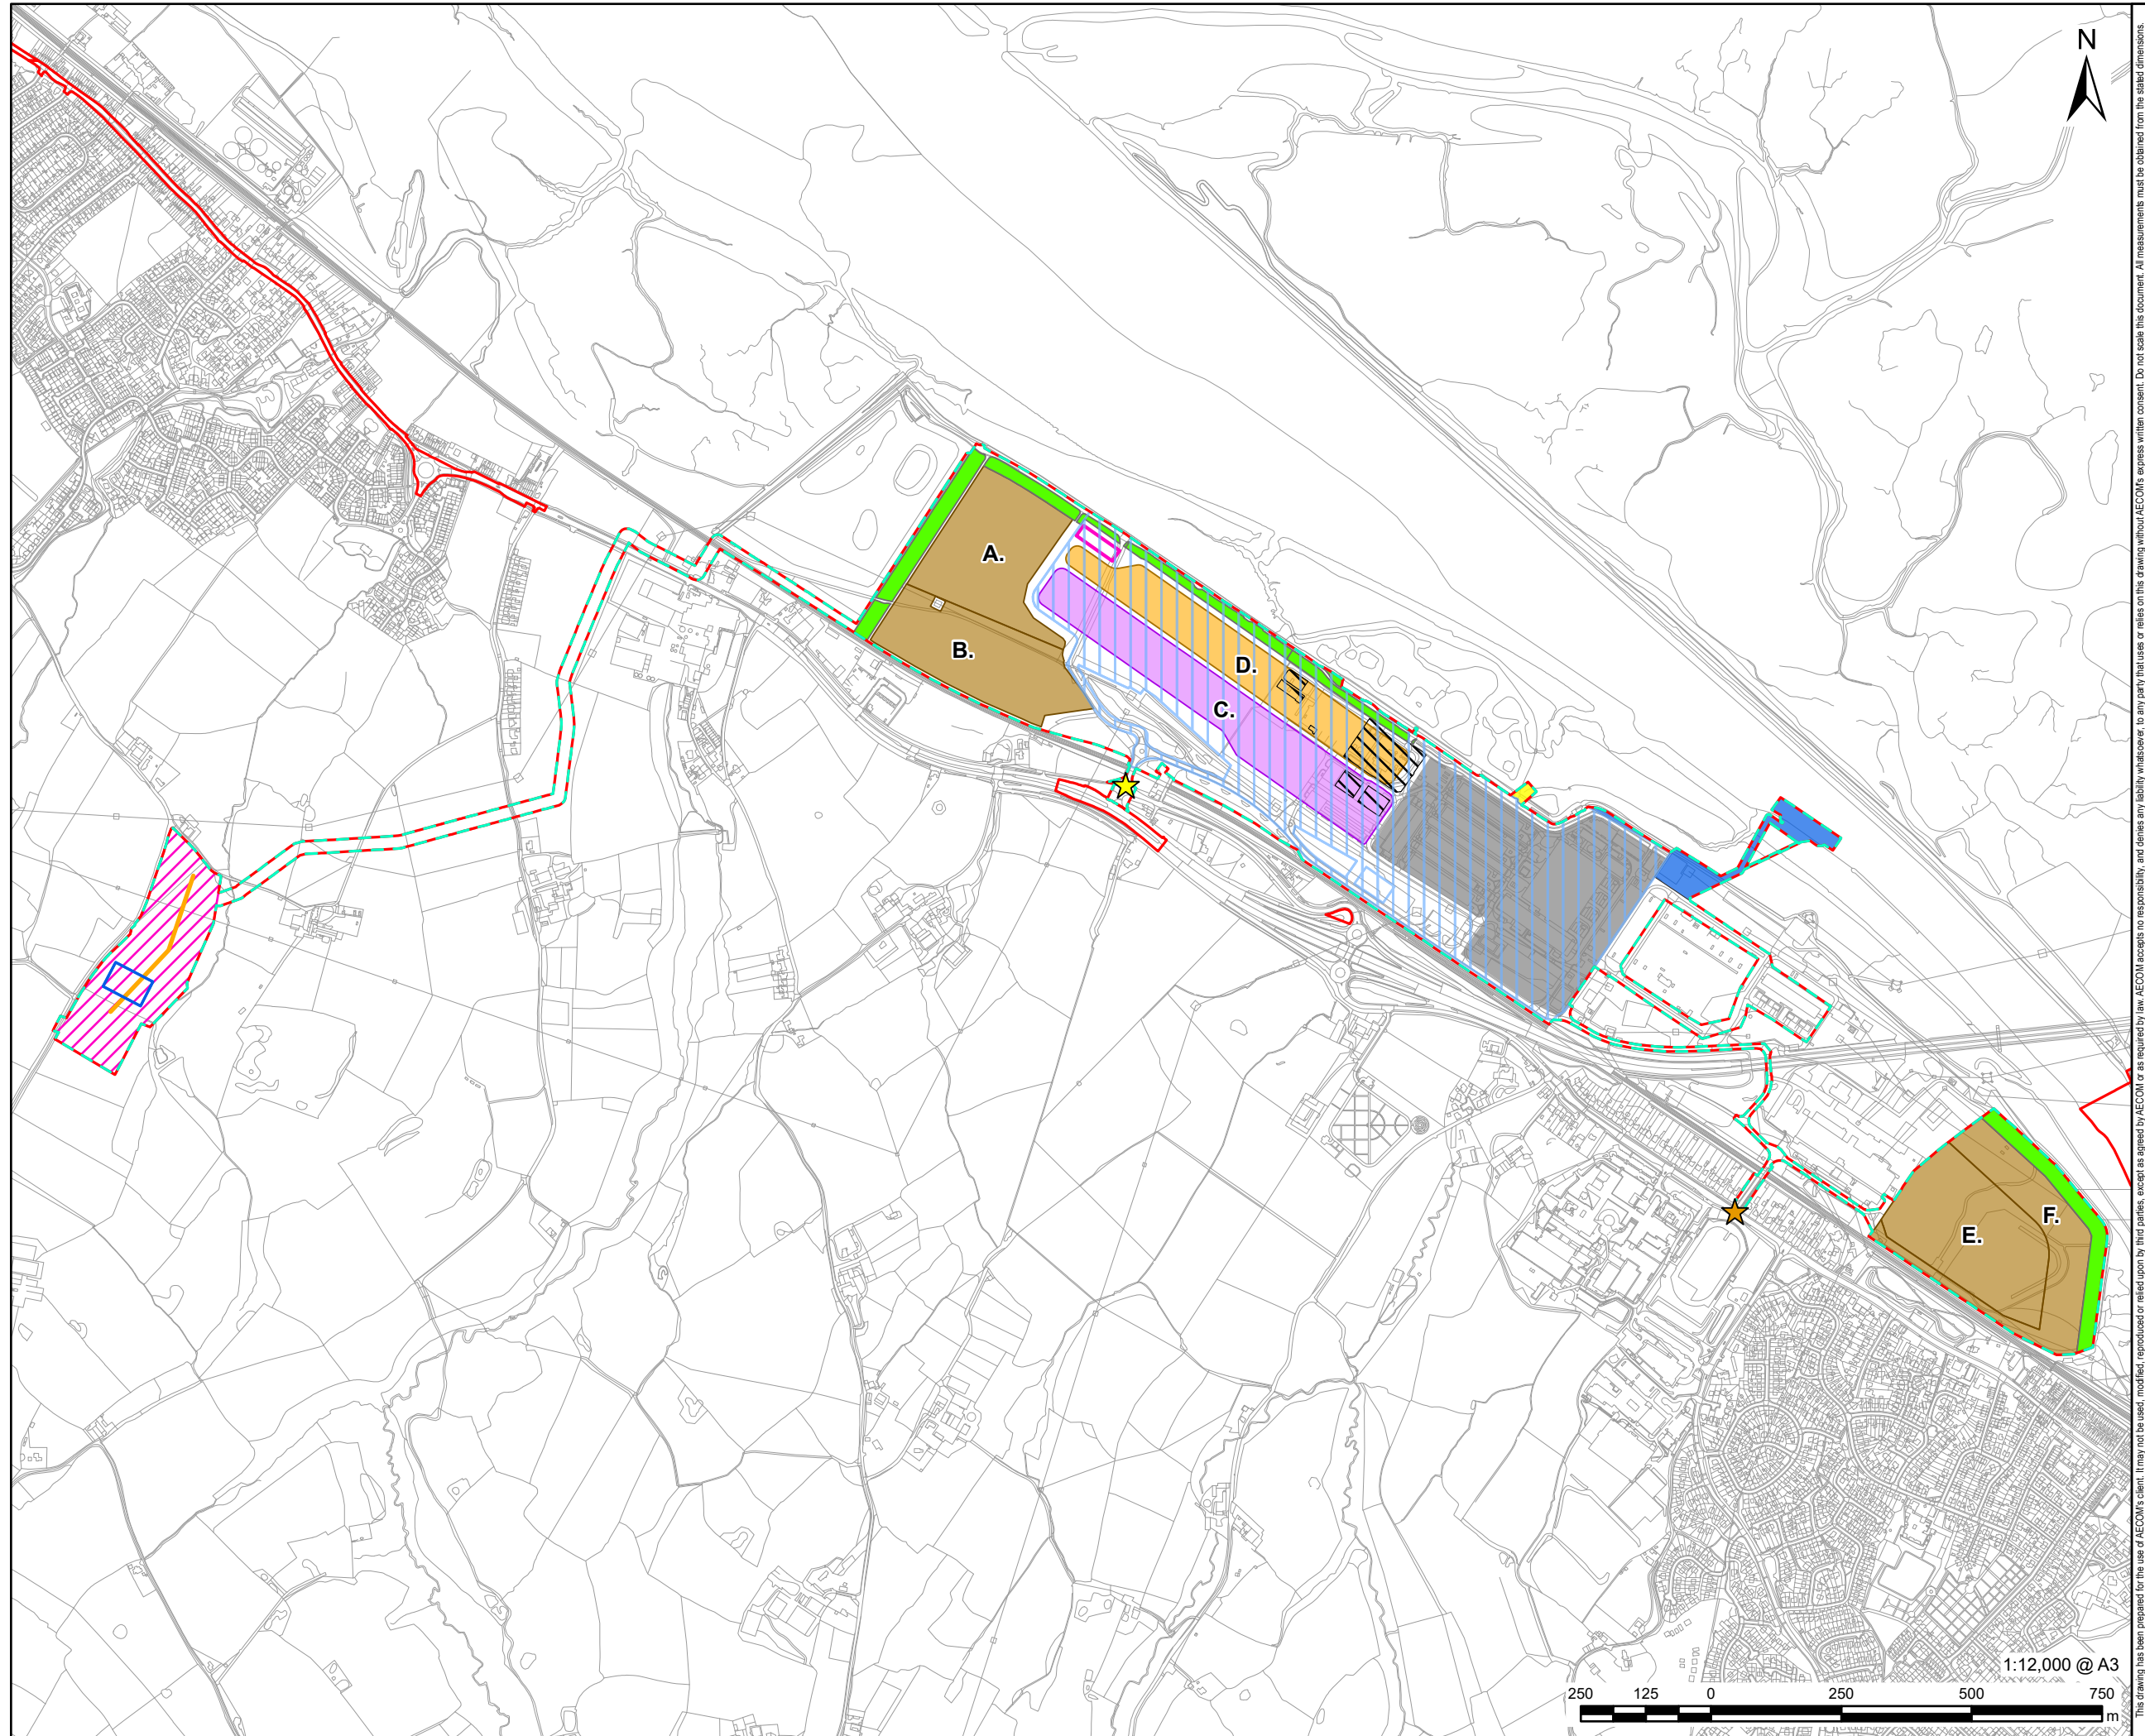 N
A.
B.
C.
D.
E.
F.
1:12,000 @ A3
250 125 0 250 500 750
m
This drawing has been prepared for the use of AECOM's client. It may not be used, modified, reproduced or relied upon by third parties, except as agreed by AECOM or as required by law. AECOM accepts no responsibility, and denies any liability whatsoever, to any party that uses or relies on this drawing without AECOM's express written consent. Do not scale this document. All measurements must be obtained from the stated dimensions.